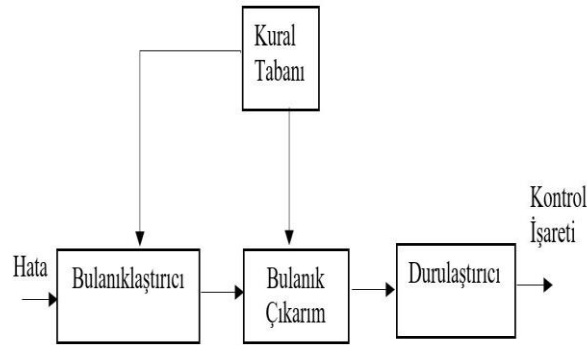 Kural
Tabanı
Kontrol
İşareti
Hata
Bulanıklaştırıcı
Bulanık
Çıkarım
Durulaştırıcı